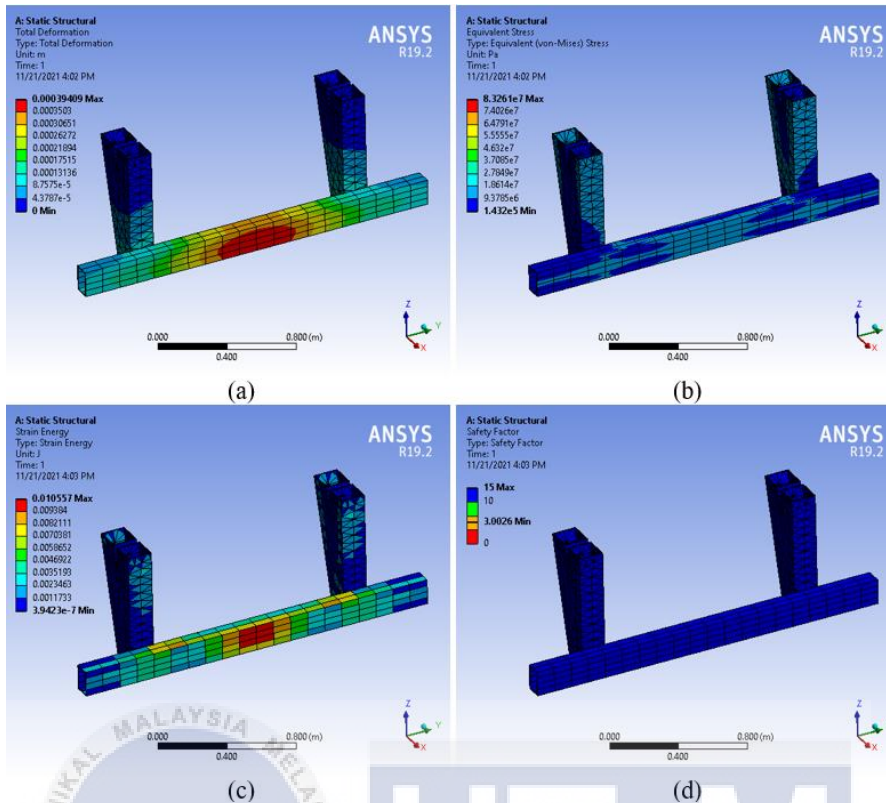 A: Static Structural
Total Deformation
Type: Total Deformation
Unit: m
Time: 1
11/21/2021 4:02 PM
ANSYS
R19.2
0.00039409 Max
0.0003503
0.00030651
0.00026272
0.00021894
0.00017515
0.00013136
8.7575e-5
4.3787e-5
0 Min
Z
Y
X
0.000
0.800 (m)
0.400
(a)
A: Static Structural
Equivalent Stress
Type: Equivalent (von-Mises) Stress
Unit: Pa
Time: 1
11/21/2021 4:02 PM
ANSYS
R19.2
8.3261e7 Max
7.4026e7
6.4791e7
5.5555e7
4.632e7
3.7085e7
2.7849e7
1.8614e7
9.3785e6
1.432e5 Min
Z
Y
X
0.000
0.800 (m)
0.400
(b)
A: Static Structural
Strain Energy
Type: Strain Energy
Unit: J
Time: 1
11/21/2021 4:03 PM
ANSYS
R19.2
0.010557 Max
0.009384
0.0082111
0.0070381
0.0058652
0.0046922
0.0035193
0.0023463
0.0011733
3.9423e-7 Min
Z
Y
X
0.000
0.800 (m)
0.400
(c)
A: Static Structural
Safety Factor
Type: Safety Factor
Time: 1
11/21/2021 4:03 PM
ANSYS
R19.2
15 Max
10
3.0026 Min
0
Z
Y
X
0.000
0.800 (m)
0.400
(d)
IKAL MALAYSIA MELA